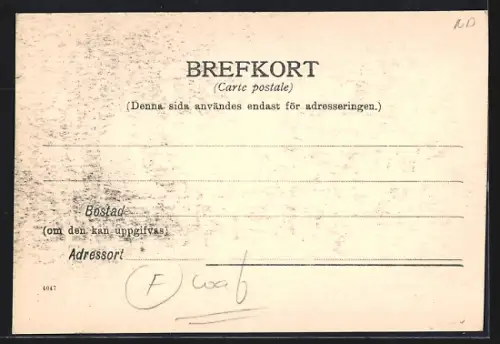 BREFKORT
(Carte postale)
(Denna sida användes endast för adresseringen.)
Bostad
(om den kan uppgifvas)
Adressort
4047
F